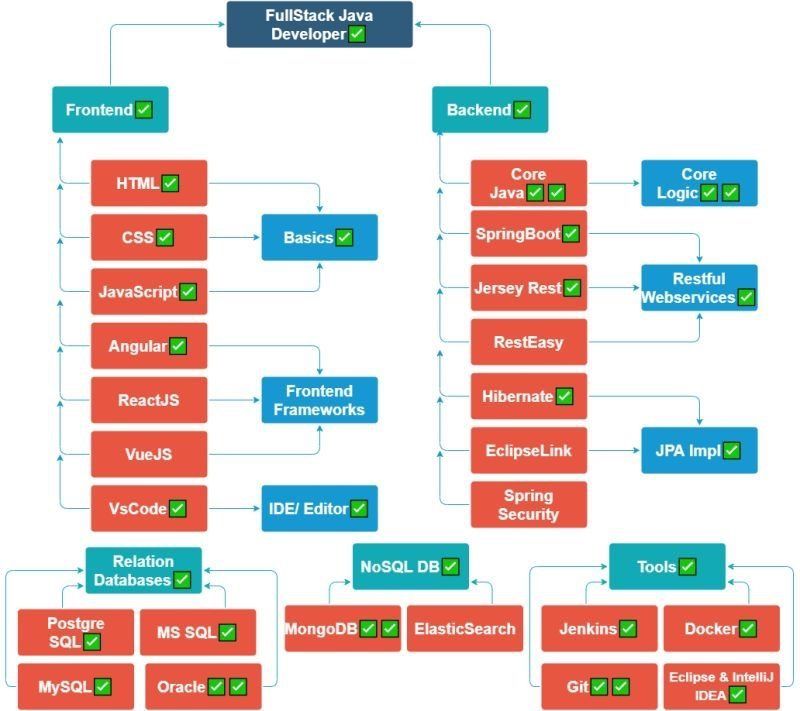 FullStack Java
Developer ✅
Frontend ✅
Backend ✅
HTML ✅
CSS ✅
Basics ✅
JavaScript ✅
Angular ✅
ReactJS
Frontend
Frameworks
VueJS
VsCode ✅
IDE/ Editor ✅
Core
Java ✅ ✅
Core
Logic ✅ ✅
SpringBoot ✅
Jersey Rest ✅
Restful
Webservices ✅
RestEasy
Hibernate ✅
EclipseLink
JPA Impl ✅
Spring
Security
Relation
Databases ✅
Postgre
SQL ✅
MS SQL ✅
MySQL ✅
Oracle ✅ ✅
NoSQL DB ✅
MongoDB ✅ ✅
ElasticSearch
Tools ✅
Jenkins ✅
Docker ✅
Git ✅ ✅
Eclipse & IntelliJ
IDEA ✅